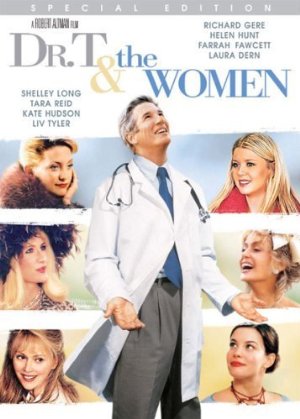 SPECIAL EDITION
A ROBERT ALTMAN FILM
DR. T
& the
WOMEN
RICHARD GERE
HELEN HUNT
FARRAH FAWCETT
LAURA DERN
SHELLEY LONG
TARA REID
KATE HUDSON
LIV TYLER